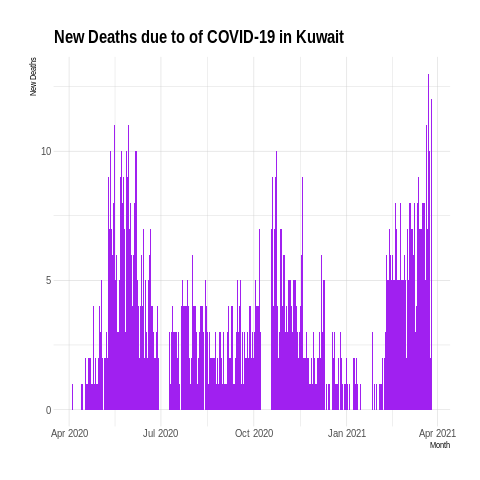 New Deaths due to of COVID-19 in Kuwait
New Deaths
10
5
0
Apr 2020 Jul 2020 Oct 2020 Jan 2021 Apr 2021
Month